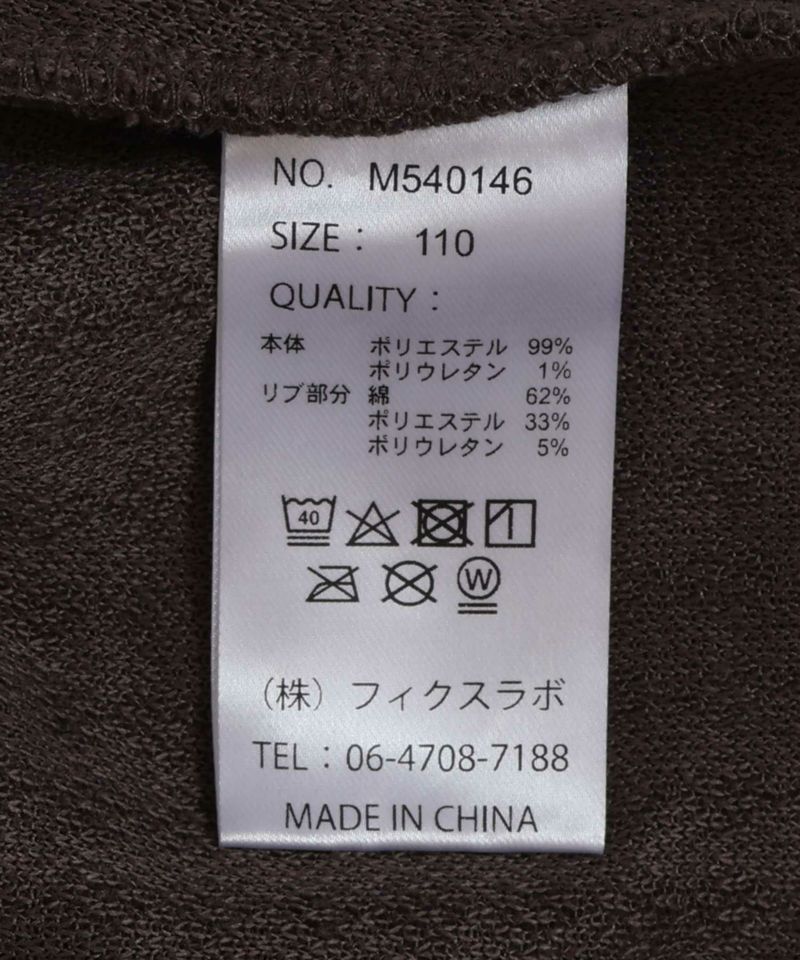 NO. M540146
SIZE : 110
QUALITY :
本体 ポリエステル 99%
ポリウレタン 1%
リブ部分 綿 62%
ポリエステル 33%
ポリウレタン 5%
40
W
（株）フィクスラボ
TEL : 06-4708-7188
MADE IN CHINA